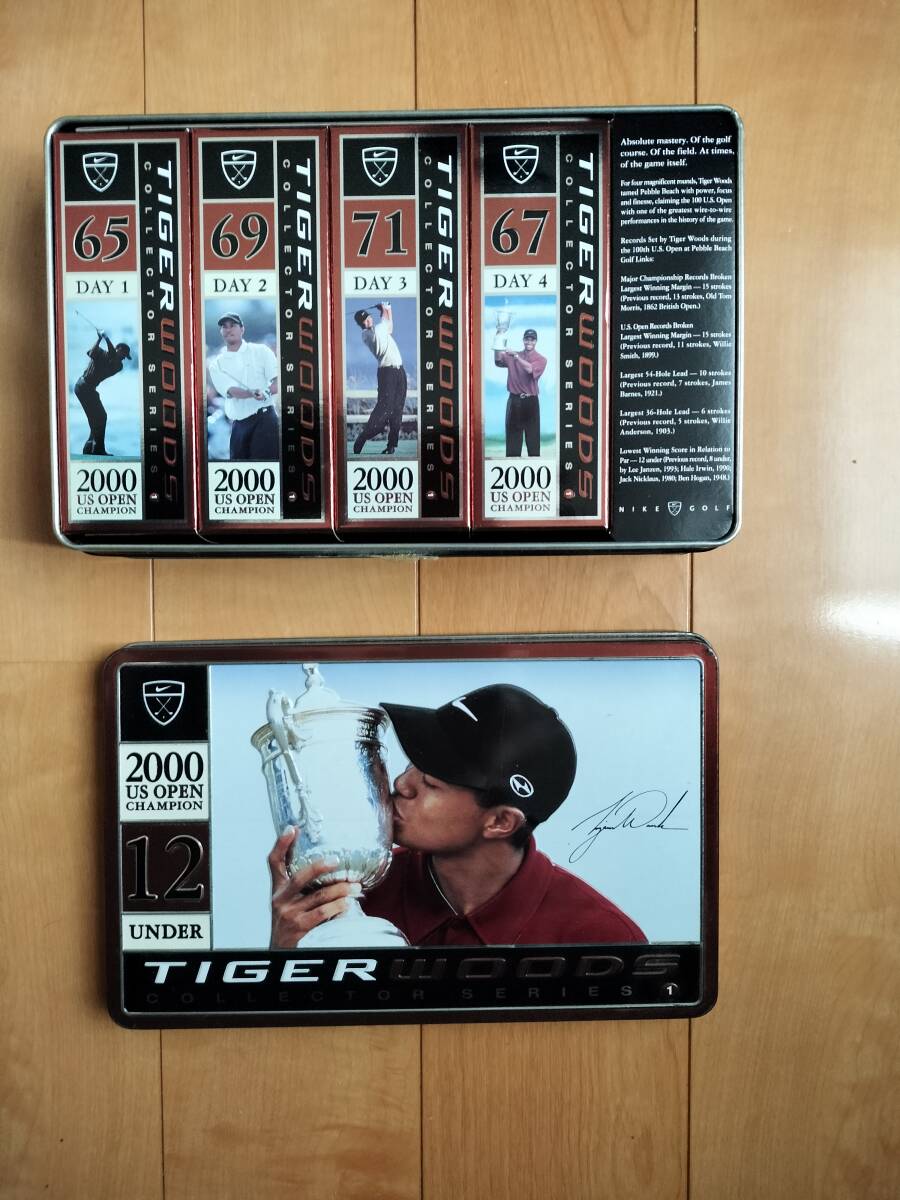 65
DAY 1
2000
US OPEN
CHAMPION
TIGER WOODS
COLLECTOR SERIES 1
69
DAY 2
2000
US OPEN
CHAMPION
TIGER WOODS
COLLECTOR SERIES 1
71
DAY 3
2000
US OPEN
CHAMPION
TIGER WOODS
COLLECTOR SERIES 1
67
DAY 4
2000
US OPEN
CHAMPION
TIGER WOODS
COLLECTOR SERIES 1
Absolute mastery. Of the golf
course. Of the field. At times,
of the game itself.
For four magnificent rounds, Tiger Woods
tamed Pebble Beach with power, focus
and finesse, claiming the 100 U.S. Open
with one of the greatest wire-to-wire
performances in the history of the game.
Records Set by Tiger Woods during
the 100th U.S. Open at Pebble Beach
Golf Links:
Major Championship Records Broken
Largest Winning Margin — 15 strokes
(Previous record, 13 strokes, Old Tom
Morris, 1862 British Open.)
U.S. Open Records Broken
Largest Winning Margin — 15 strokes
(Previous record, 11 strokes, Willie
Smith, 1899.)
Largest 54-Hole Lead — 10 strokes
(Previous record, 7 strokes, James
Barnes, 1921.)
Largest 36-Hole Lead — 6 strokes
(Previous record, 5 strokes, Willie
Anderson, 1903.)
Lowest Winning Score in Relation to
Par — 12 under (Previous record, 8 under,
by Lee Janzen, 1993; Hale Irwin, 1990;
Jack Nicklaus, 1980; Ben Hogan, 1948.)
NIKE GOLF
2000
US OPEN
CHAMPION
12
UNDER
Tiger Woods
TIGER WOODS
COLLECTOR SERIES 1